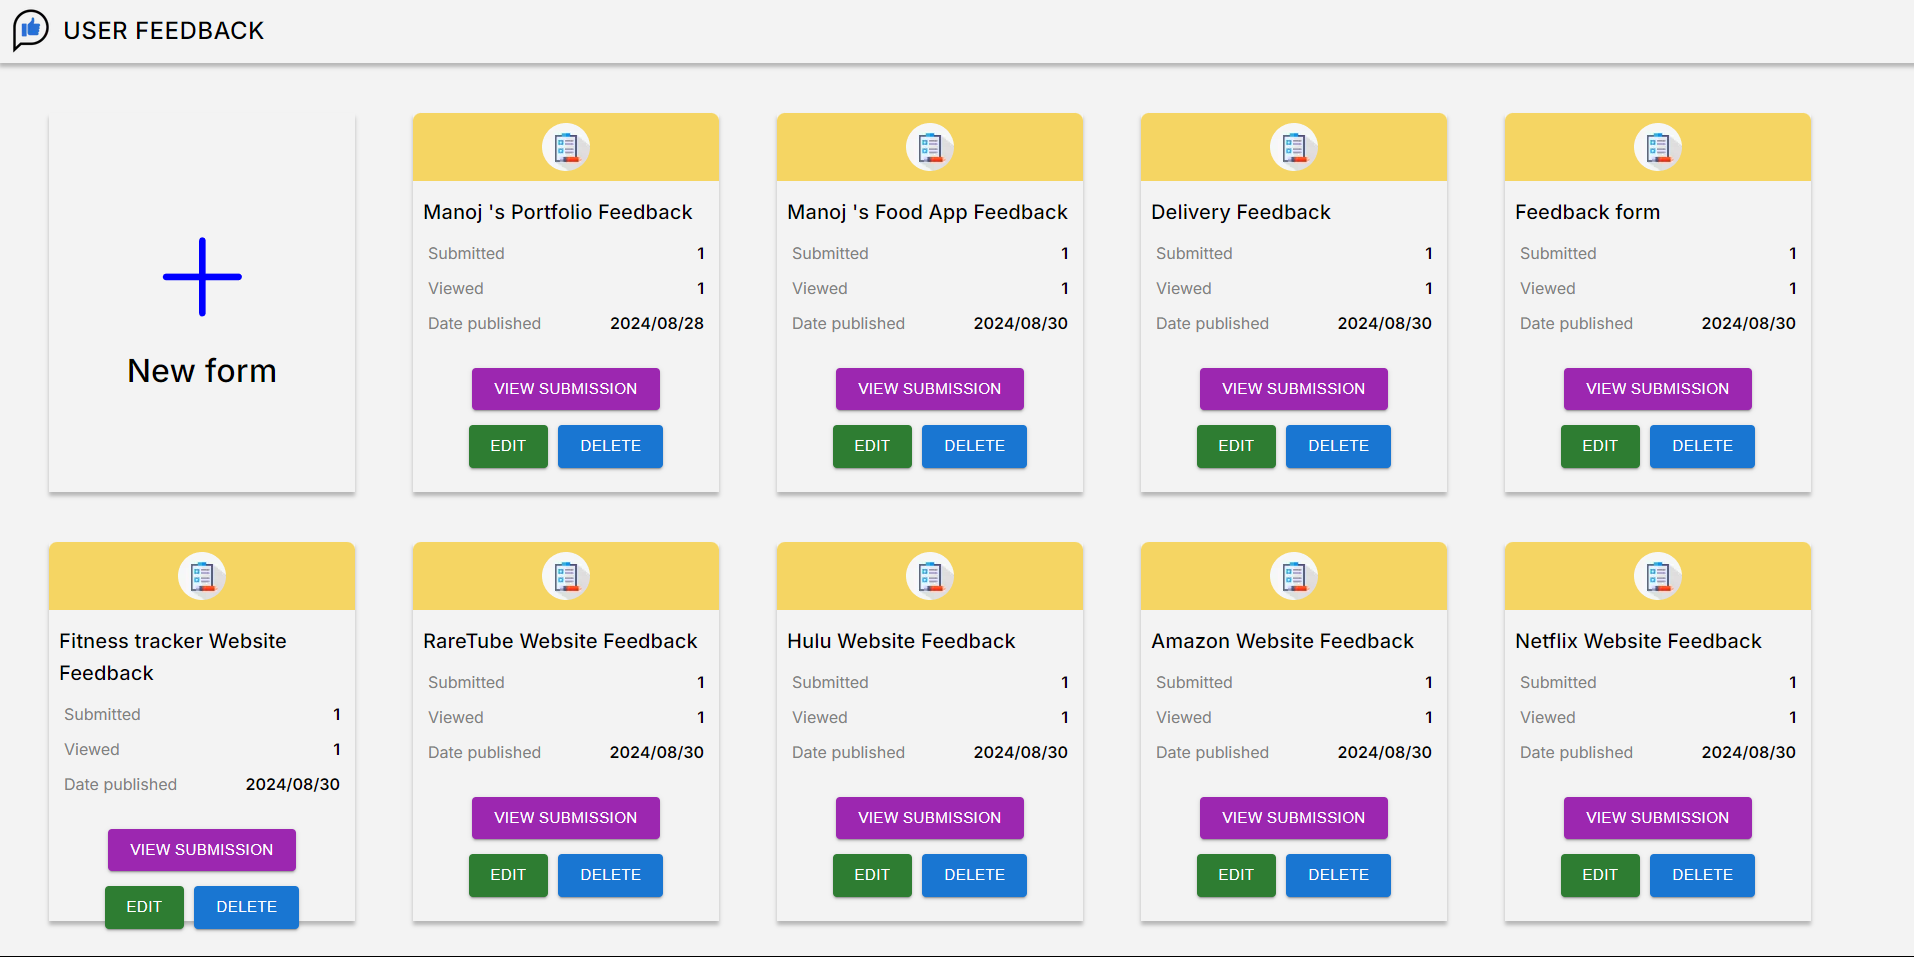 USER FEEDBACK
New form
Manoj 's Portfolio Feedback
Submitted 1
Viewed 1
Date published 2024/08/28
VIEW SUBMISSION
EDIT DELETE
Manoj 's Food App Feedback
Submitted 1
Viewed 1
Date published 2024/08/30
VIEW SUBMISSION
EDIT DELETE
Delivery Feedback
Submitted 1
Viewed 1
Date published 2024/08/30
VIEW SUBMISSION
EDIT DELETE
Feedback form
Submitted 1
Viewed 1
Date published 2024/08/30
VIEW SUBMISSION
EDIT DELETE
Fitness tracker Website
Feedback
Submitted 1
Viewed 1
Date published 2024/08/30
VIEW SUBMISSION
EDIT DELETE
RareTube Website Feedback
Submitted 1
Viewed 1
Date published 2024/08/30
VIEW SUBMISSION
EDIT DELETE
Hulu Website Feedback
Submitted 1
Viewed 1
Date published 2024/08/30
VIEW SUBMISSION
EDIT DELETE
Amazon Website Feedback
Submitted 1
Viewed 1
Date published 2024/08/30
VIEW SUBMISSION
EDIT DELETE
Netflix Website Feedback
Submitted 1
Viewed 1
Date published 2024/08/30
VIEW SUBMISSION
EDIT DELETE